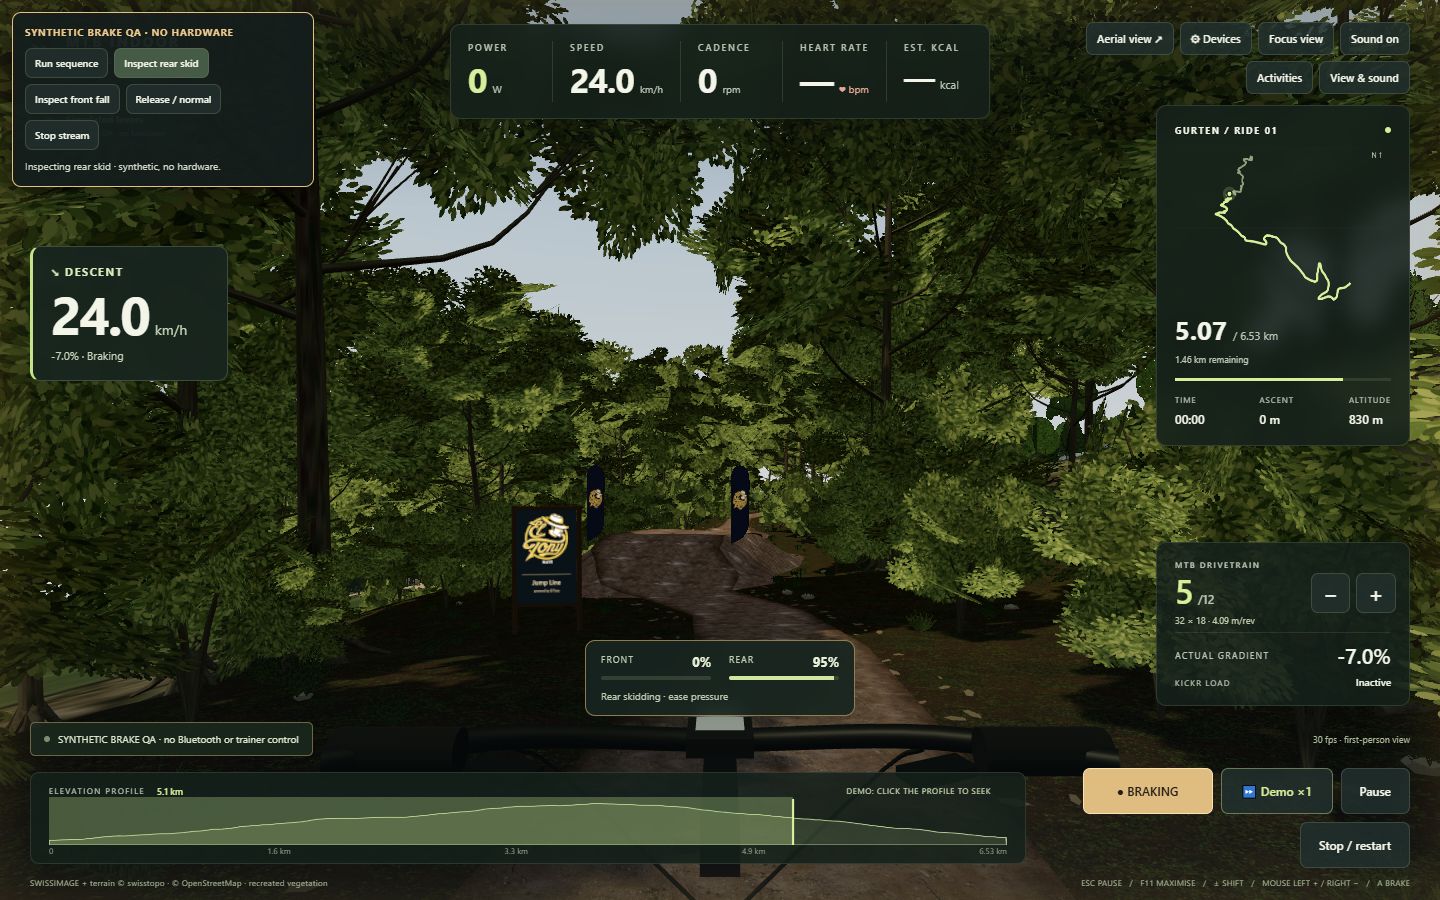 SYNTHETIC BRAKE QA · NO HARDWARE
Run sequence
Inspect rear skid
Inspect front fall
Release / normal
Stop stream
Inspecting rear skid · synthetic, no hardware.
POWER
0 W
SPEED
24.0 km/h
CADENCE
0 rpm
HEART RATE
— ♥ bpm
EST. KCAL
— kcal
Aerial view ↗
⚙ Devices
Focus view
Sound on
Activities
View & sound
GURTEN / RIDE 01
N ↑
5.07 / 6.53 km
1.46 km remaining
TIME
00:00
ASCENT
0 m
ALTITUDE
830 m
↘ DESCENT
24.0 km/h
-7.0% · Braking
Tony
Jump Line
MTB DRIVETRAIN
5 /12
− +
32 × 18 · 4.09 m/rev
ACTUAL GRADIENT -7.0%
KICKR LOAD Inactive
FRONT 0%
REAR 95%
Rear skidding · ease pressure
SYNTHETIC BRAKE QA · no Bluetooth or trainer control
30 fps · first-person view
ELEVATION PROFILE 5.1 km
DEMO: CLICK THE PROFILE TO SEEK
0 1.6 km 3.3 km 4.9 km 6.53 km
● BRAKING
⏩ Demo ×1
Pause
Stop / restart
SWISSIMAGE + terrain © swisstopo · © OpenStreetMap · recreated vegetation
ESC PAUSE / F11 MAXIMISE / ± SHIFT / MOUSE LEFT + / RIGHT − / A BRAKE